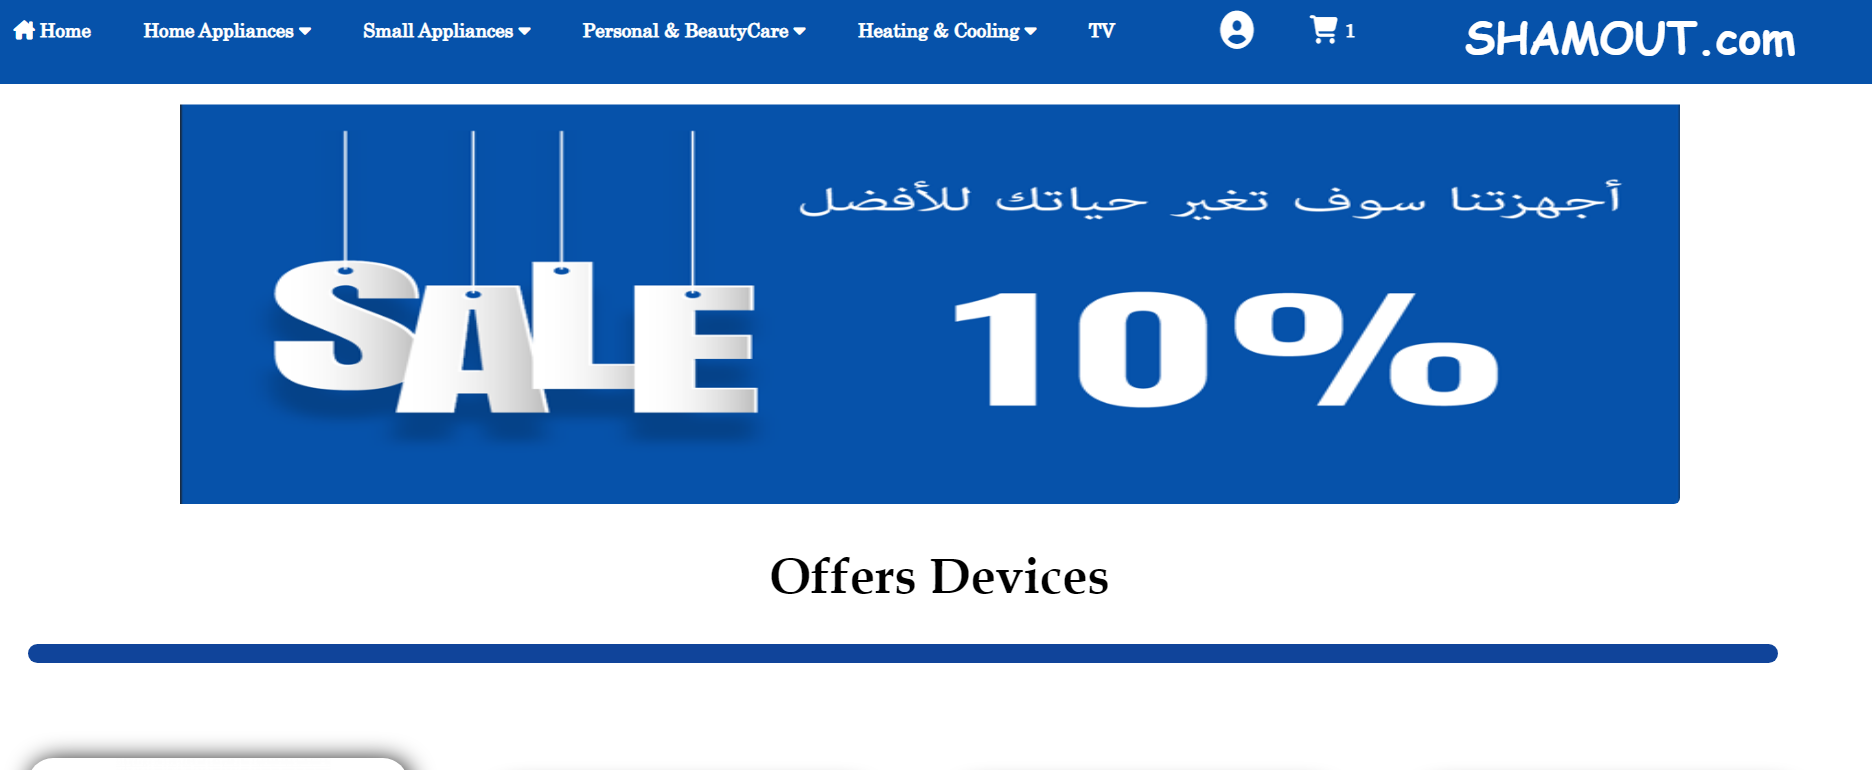 Home Home Appliances Small Appliances Personal & BeautyCare Heating & Cooling TV 1 SHAMOUT.com
أجهزتنا سوف تغير حياتك للأفضل
SALE 10%
Offers Devices